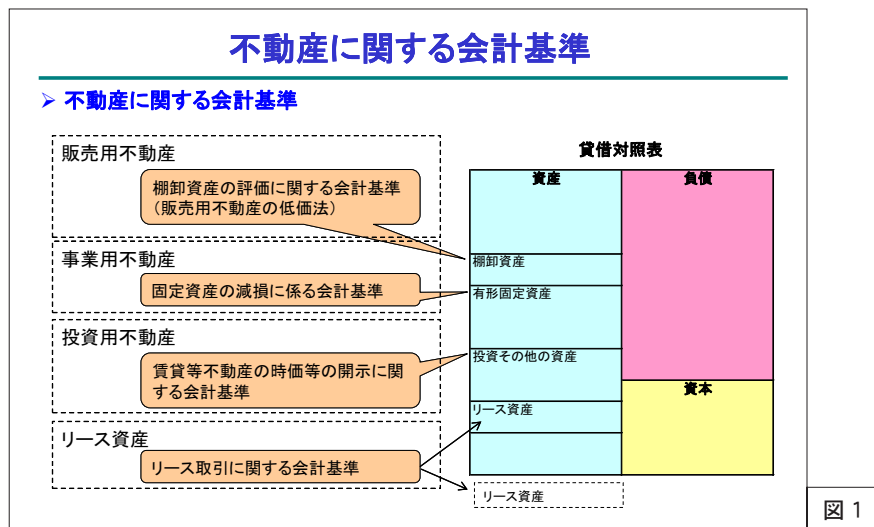 不動産に関する会計基準
➢ 不動産に関する会計基準
販売用不動産
棚卸資産の評価に関する会計基準
(販売用不動産の低価法)
事業用不動産
固定資産の減損に係る会計基準
投資用不動産
賃貸等不動産の時価等の開示に関
する会計基準
リース資産
リース取引に関する会計基準
貸借対照表
資産
負債
棚卸資産
有形固定資産
投資その他の資産
資本
リース資産
リース資産
図 1